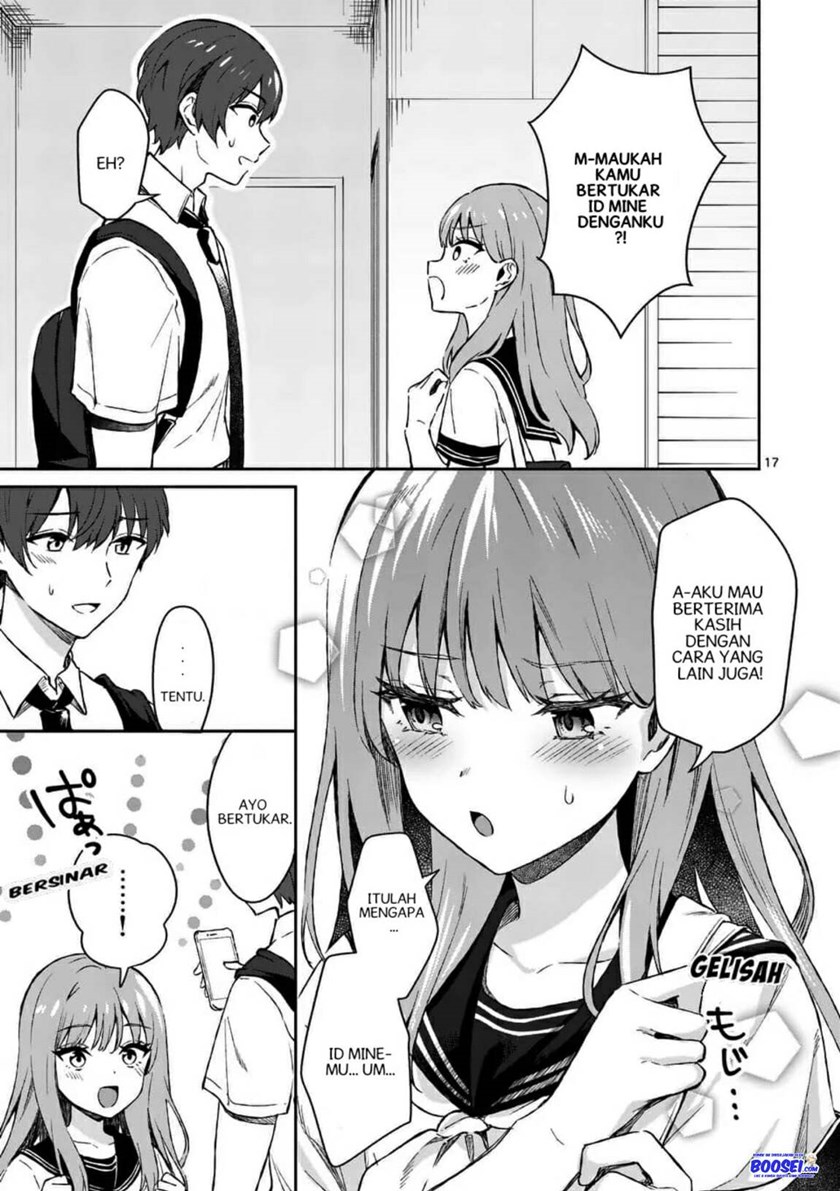 M-MAUKAH
KAMU
BERTUKAR
ID MINE
DENGANKU
?!
EH?
17
A-AKU MAU
BERTERIMA
KASIH
DENGAN
CARA YANG
LAIN JUGA!
ITULAH
MENGAPA
...
ID MINE-
MU... UM...
GELISAH
もじ...
...
TENTU.
AYO
BERTUKAR.
ぱぁっ
BERSINAR
......!
BOOSEI.COM